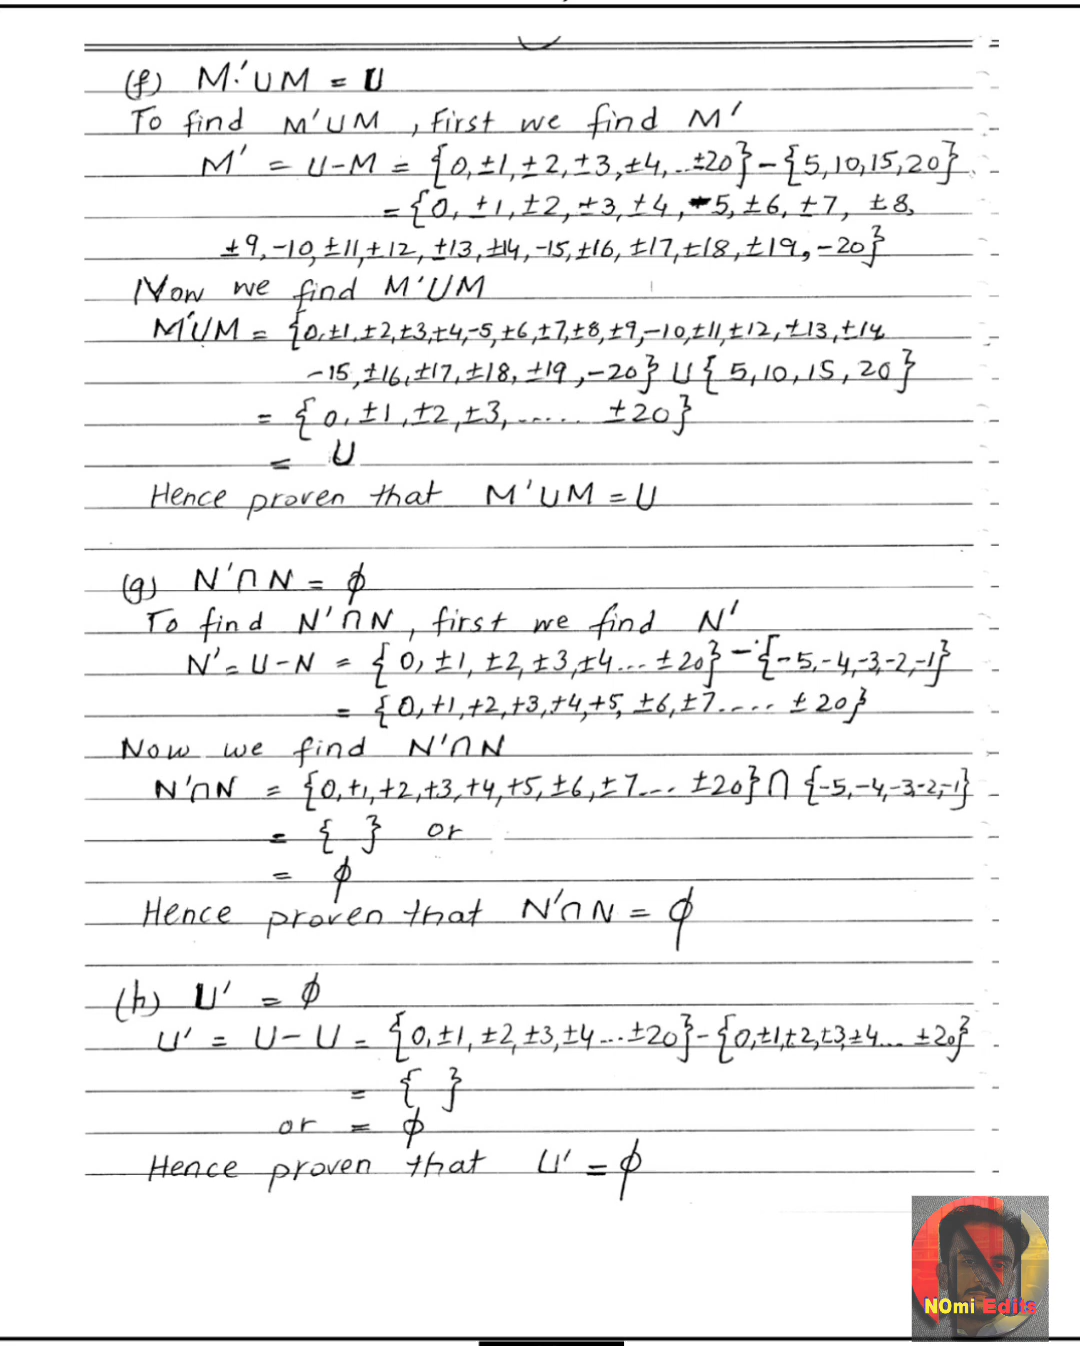 (f) M'∪M = U
To find M'∪M, First we find M'
M' = U-M = {0,±1,±2,±3,±4,...±20}-{5,10,15,20}
= {0, ±1,±2,±3,±4,-5,±6,±7, ±8,
±9,-10,±11,±12,±13,±14,-15,±16,±17,±18,±19,-20}
Now we find M'∪M
M'∪M = {0,±1,±2,±3,±4,-5,±6,±7,±8,±9,-10,±11,±12,±13,±14
-15,±16,±17,±18,±19,-20} ∪ {5,10,15,20}
= {0,±1,±2,±3,...... ±20}
= U
Hence proven that M'∪M = U
(g) N'∩N = ϕ
To find N'∩N, first we find N'
N' = U-N = {0,±1,±2,±3,±4...±20}-{-5,-4,-3,-2,-1}
= {0,+1,+2,+3,+4,+5,±6,±7.... ±20}
Now we find N'∩N
N'∩N = {0,+1,+2,+3,+4,+5,±6,±7... ±20}∩{-5,-4,-3-2,-1}
= { } or
= ϕ
Hence proven that N'∩N = ϕ
(h) U' = ϕ
U' = U-U = {0,±1,±2,±3,±4...±20}-{0,±1,±2,±3,±4... ±20}
= { }
or = ϕ
Hence proven that U' = ϕ
NOmi Edits